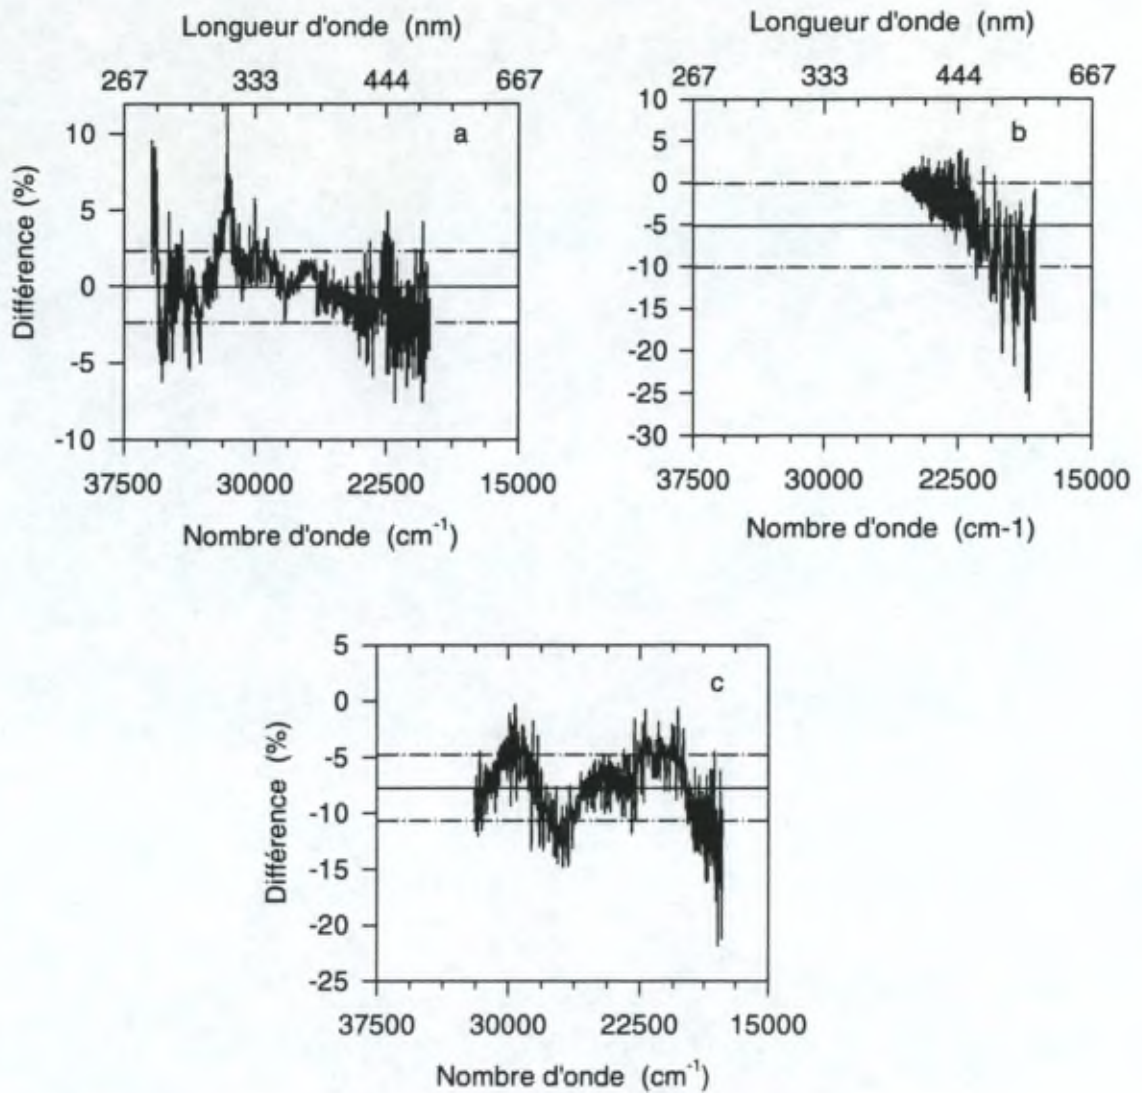 Longueur d'onde (nm)
267 333 444 667
a
10
5
0
-5
-10
Différence (%)
37500 30000 22500 15000
Nombre d'onde (cm-1)
Longueur d'onde (nm)
267 333 444 667
b
10
5
0
-5
-10
-15
-20
-25
-30
37500 30000 22500 15000
Nombre d'onde (cm-1)
c
5
0
-5
-10
-15
-20
-25
Différence (%)
37500 30000 22500 15000
Nombre d'onde (cm-1)